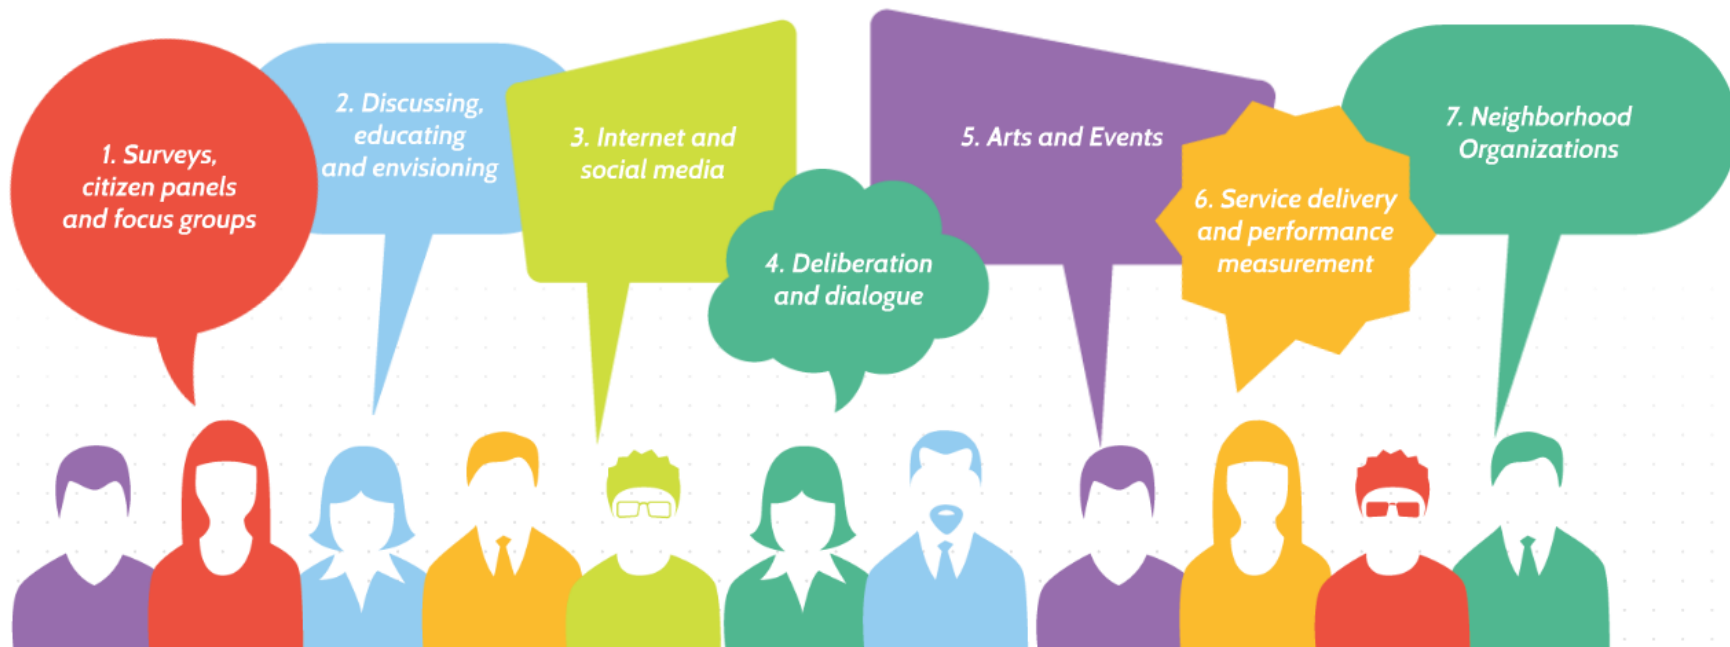 1. Surveys,
citizen panels
and focus groups
2. Discussing,
educating
and envisioning
3. Internet and
social media
4. Deliberation
and dialogue
5. Arts and Events
6. Service delivery
and performance
measurement
7. Neighborhood
Organizations